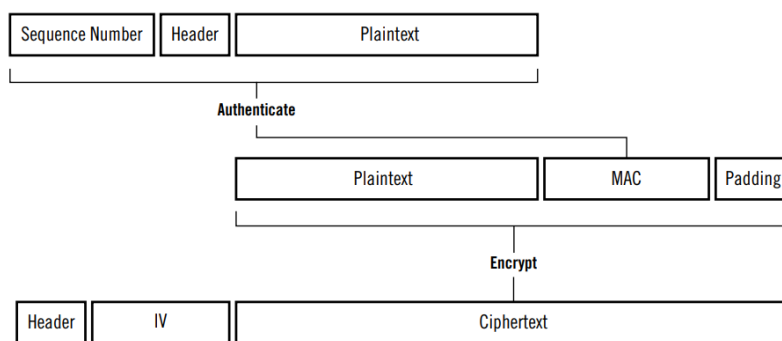 Sequence Number Header Plaintext
Authenticate
Plaintext MAC Padding
Encrypt
Header IV Ciphertext